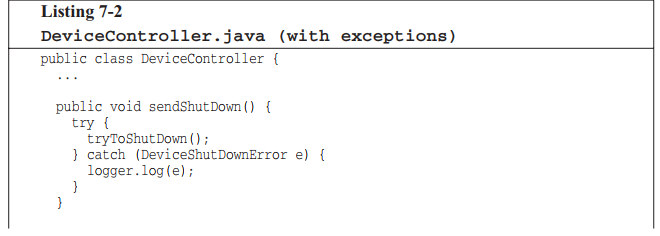 Listing 7-2
DeviceController.java (with exceptions)
public class DeviceController {
...
public void sendShutDown() {
try {
tryToShutDown();
} catch (DeviceShutDownError e) {
logger.log(e);
}
}